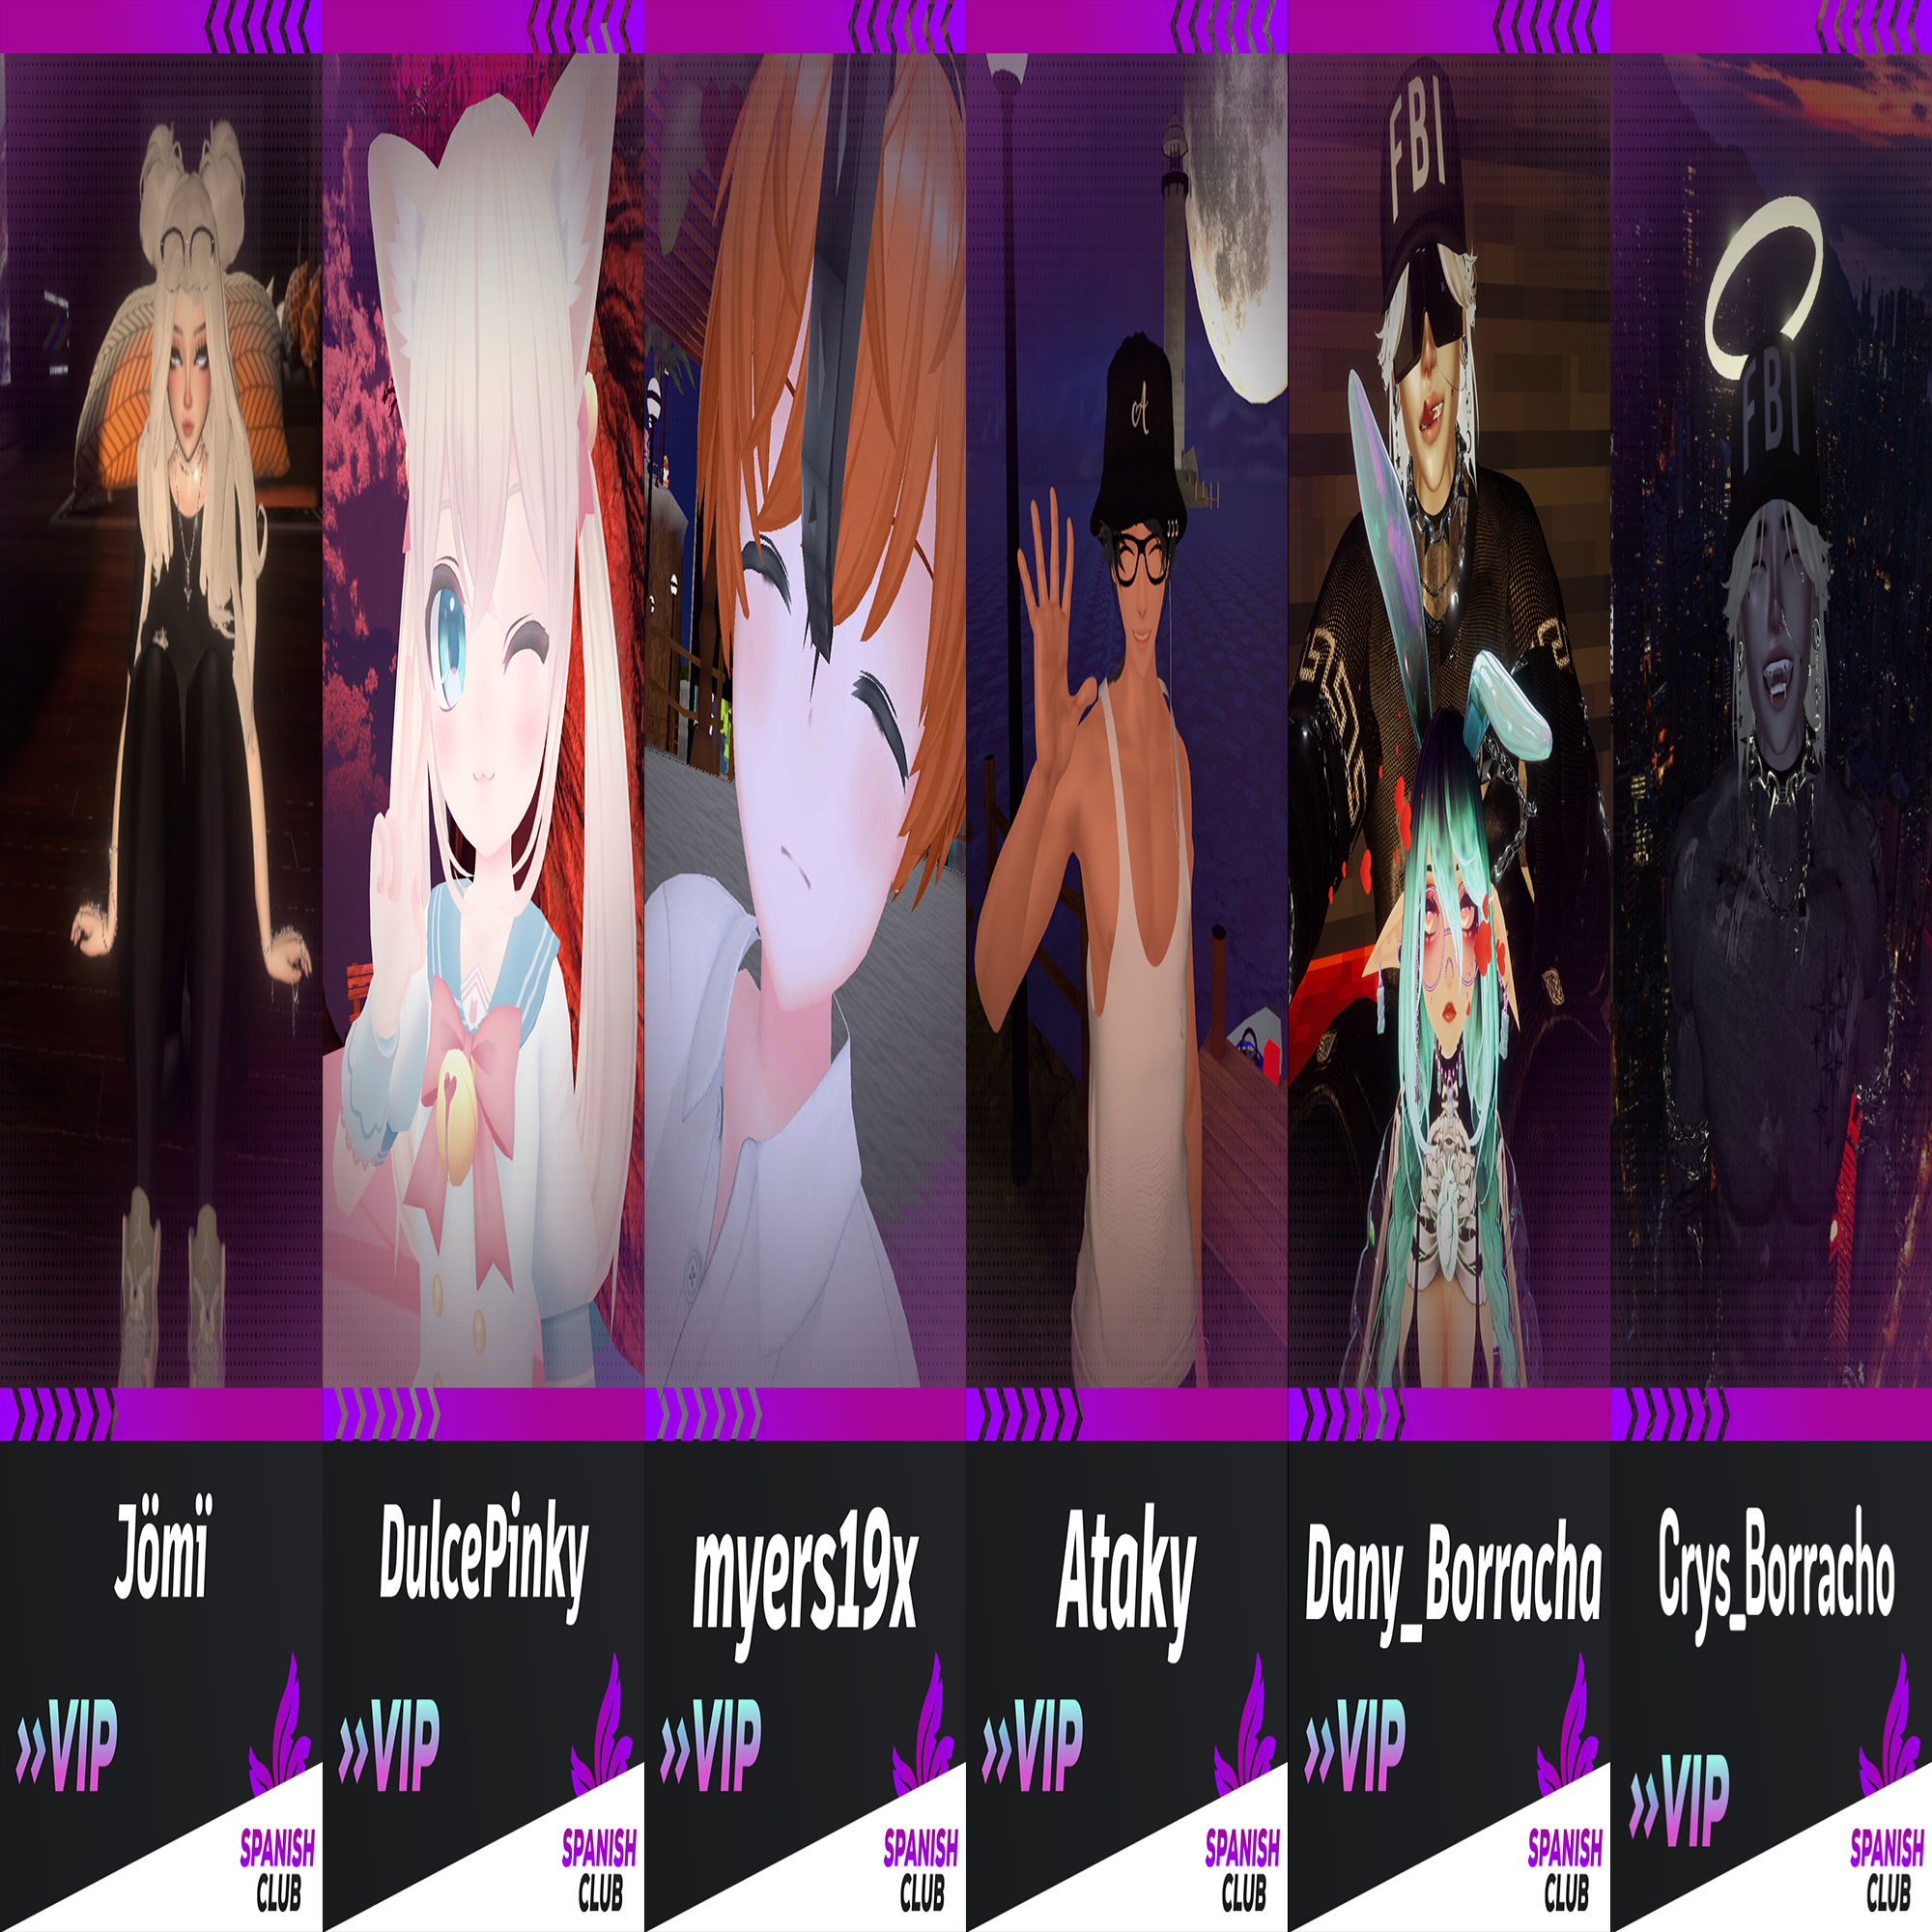 FBI
FBI
A
Jömï
DulcePinky
myers19x
Ataky
Dany_Borracha
Crys_Borracho
VIP
VIP
VIP
VIP
VIP
VIP
SPANISH
CLUB
SPANISH
CLUB
SPANISH
CLUB
SPANISH
CLUB
SPANISH
CLUB
SPANISH
CLUB